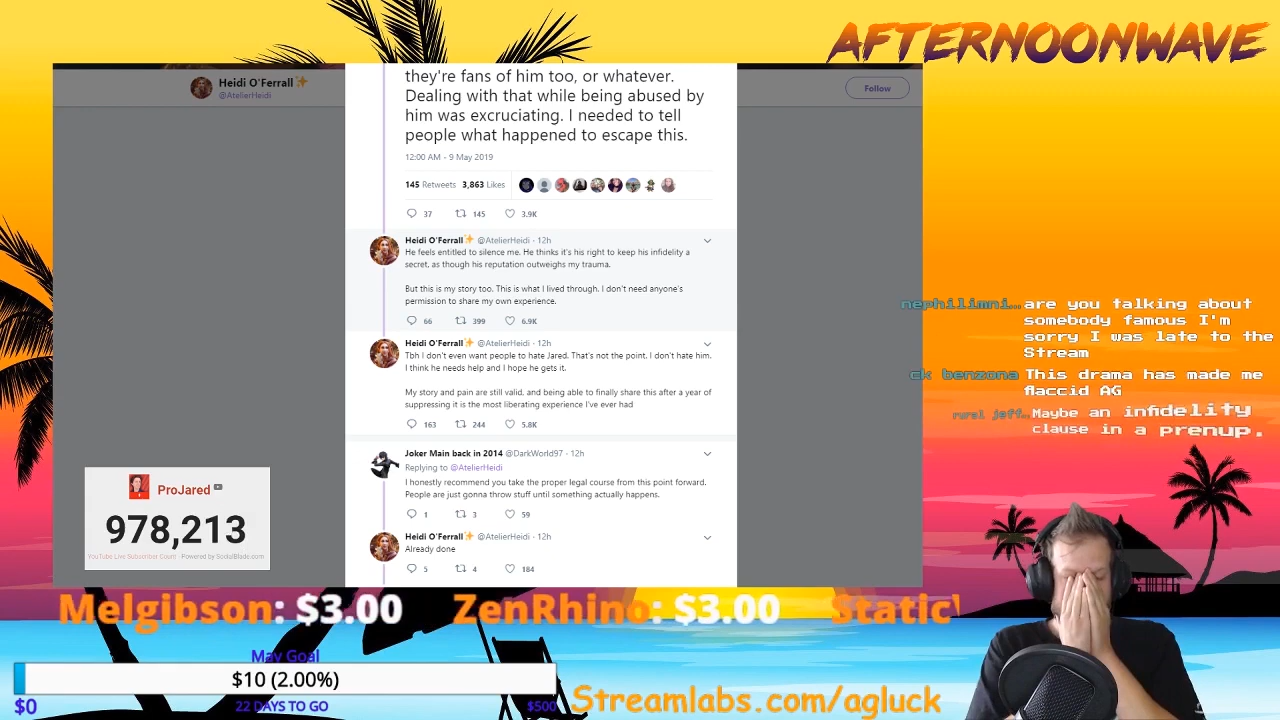 AFTERNOONWAVE
Heidi O'Ferrall✨
@AtelierHeidi
Follow
they're fans of him too, or whatever.
Dealing with that while being abused by
him was excruciating. I needed to tell
people what happened to escape this.
12:00 AM - 9 May 2019
145 Retweets 3,863 Likes
37 145 3.9K
Heidi O'Ferrall✨ @AtelierHeidi · 12h
He feels entitled to silence me. He thinks it's his right to keep his infidelity a
secret, as though his reputation outweighs my trauma.
But this is my story too. This is what I lived through. I don't need anyone's
permission to share my own experience.
66 399 6.9K
Heidi O'Ferrall✨ @AtelierHeidi · 12h
Tbh I don't even want people to hate Jared. That's not the point. I don't hate him.
I think he needs help and I hope he gets it.
My story and pain are still valid, and being able to finally share this after a year of
suppressing it is the most liberating experience I've ever had
163 244 5.8K
Joker Main back in 2014 @DarkWorld97 · 12h
Replying to @AtelierHeidi
I honestly recommend you take the proper legal course from this point forward.
People are just gonna throw stuff until something actually happens.
1 3 59
Heidi O'Ferrall✨ @AtelierHeidi · 12h
Already done
5 4 184
ProJared
978,213
YouTube Live Subscriber Count - Powered by SocialBlade.com
nephilimni… are you talking about
somebody famous I'm
sorry I was late to the
Stream
ck benzona This drama has made me
flaccid AG
rural jeff… Maybe an infidelity
clause in a prenup.
Melgibson: $3.00 ZenRhino: $3.00 Static
May Goal
$10 (2.00%)
$0 22 DAYS TO GO $500
Streamlabs.com/agluck